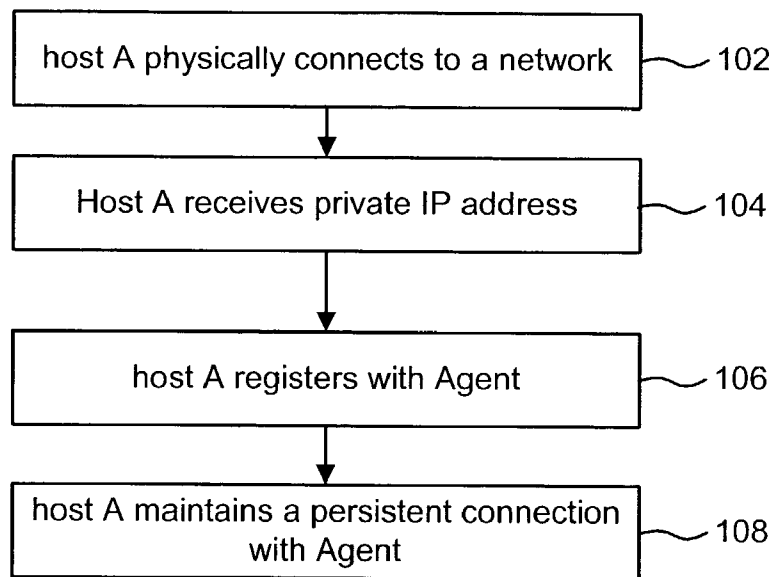 host A physically connects to a network
102
Host A receives private IP address
104
host A registers with Agent
106
host A maintains a persistent connection
with Agent
108